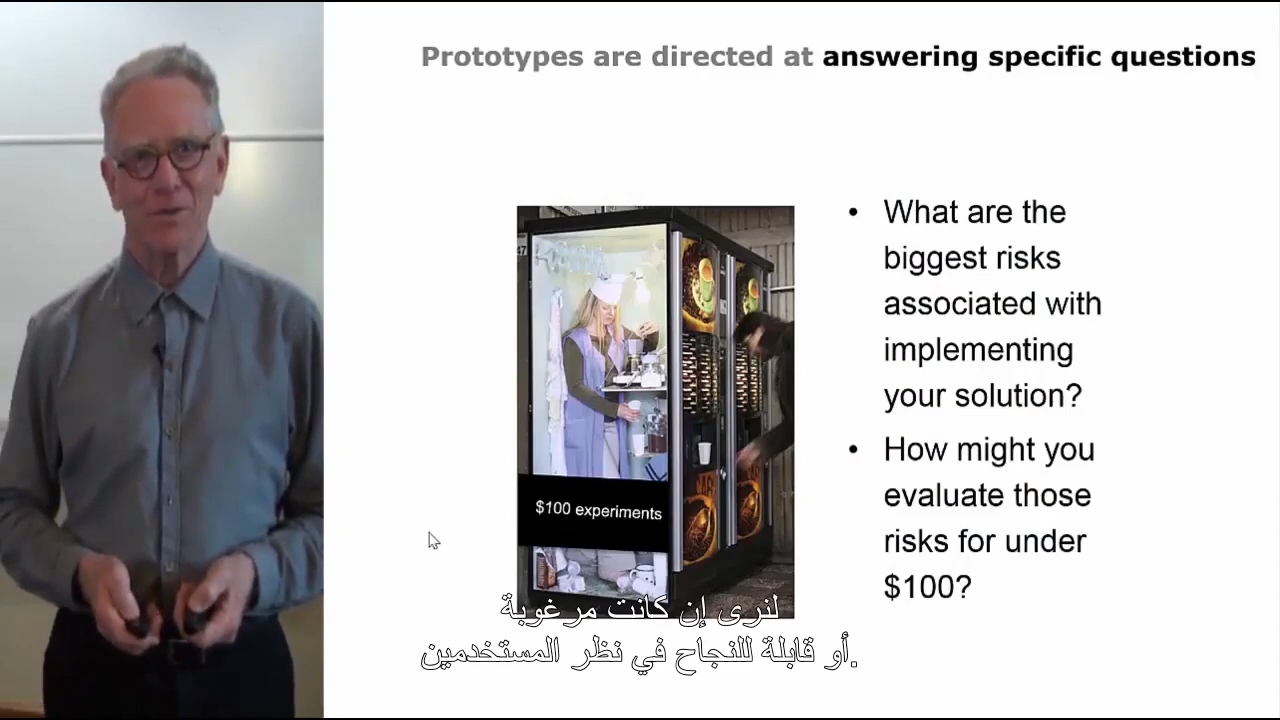 Prototypes are directed at answering specific questions
• What are the
biggest risks
associated with
implementing
your solution?
• How might you
evaluate those
risks for under
$100?
47
CAF
$100 experiments
لنرى إن كانت مرغوبة
أو قابلة للنجاح في نظر المستخدمين.